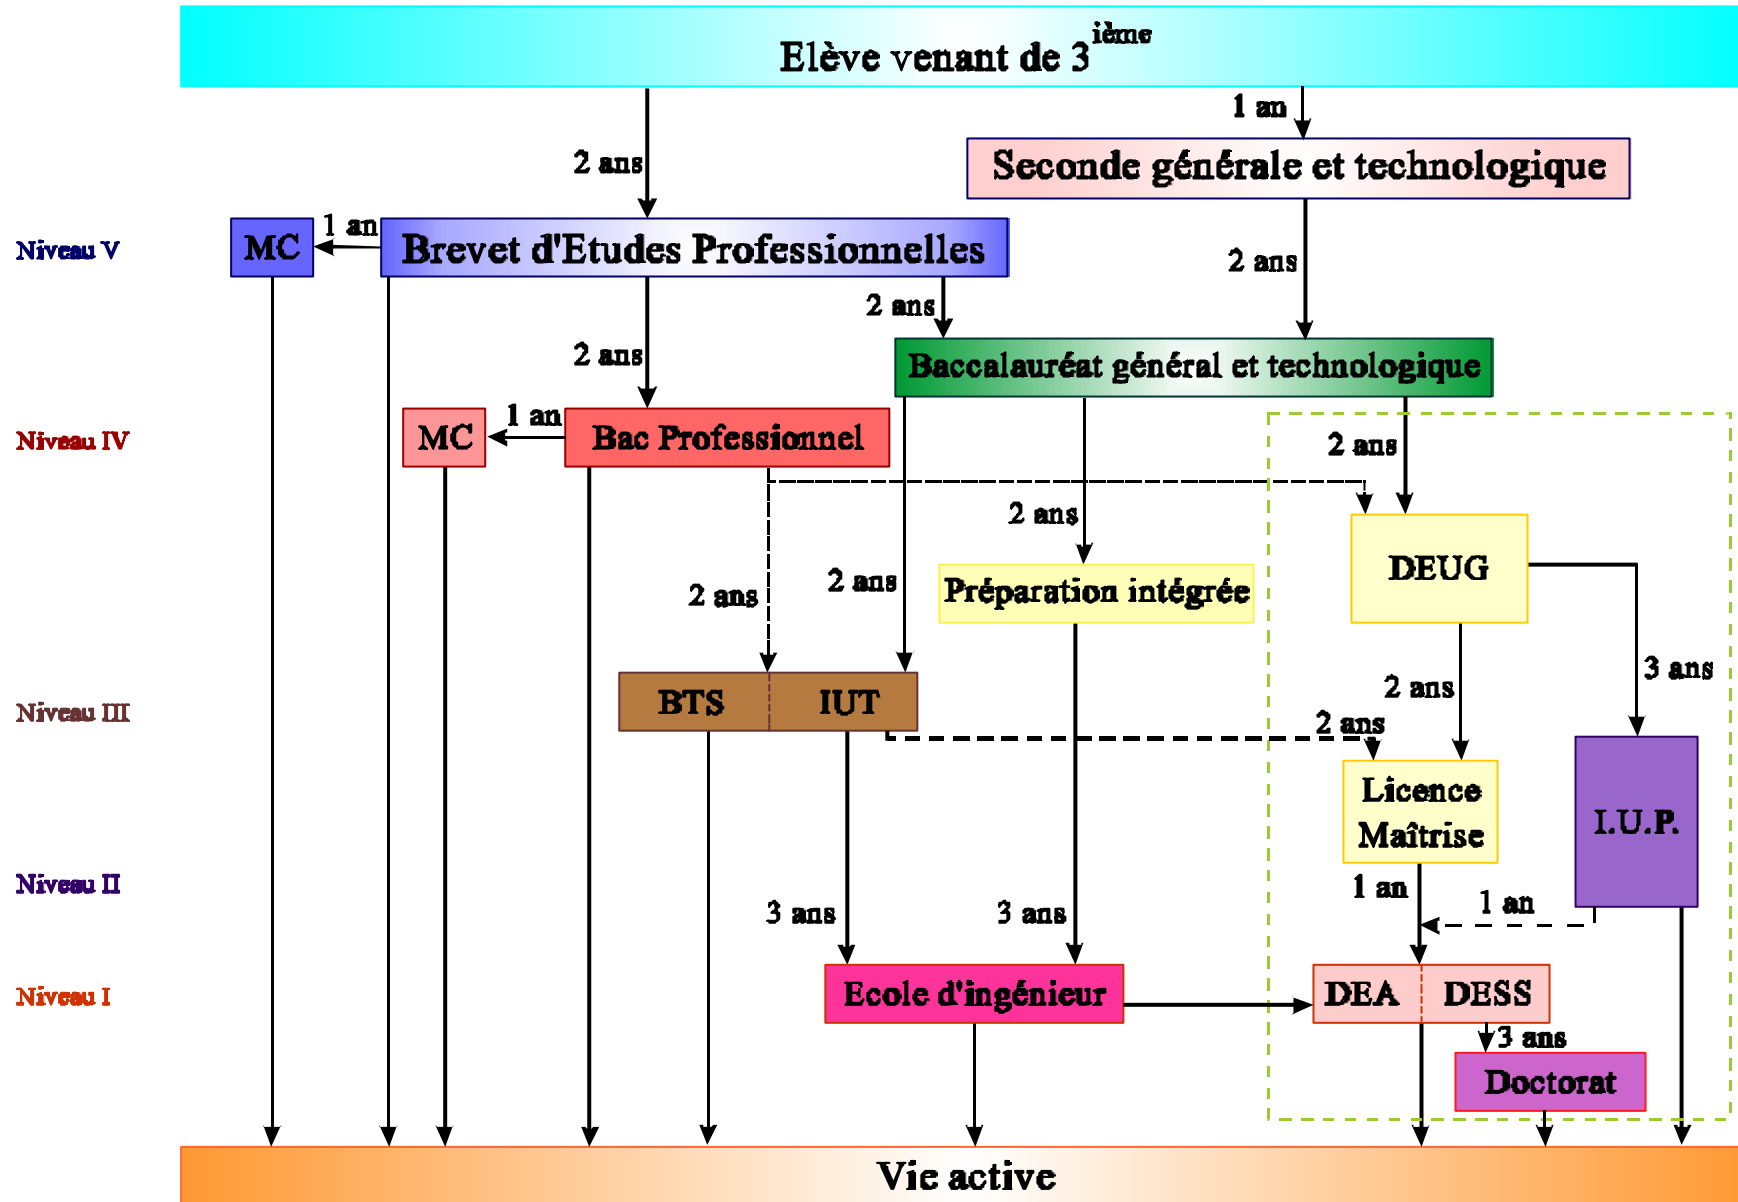 Elève venant de 3ième
1 an
2 ans
Seconde générale et technologique
Niveau V
MC
1 an
Brevet d'Etudes Professionnelles
2 ans
2 ans
2 ans
Baccalauréat général et technologique
Niveau IV
MC
1 an
Bac Professionnel
2 ans
2 ans
DEUG
2 ans
2 ans
Préparation intégrée
3 ans
2 ans
Niveau III
BTS
IUT
2 ans
Licence
Maîtrise
I.U.P.
Niveau II
1 an
1 an
3 ans
3 ans
Niveau I
Ecole d'ingénieur
DEA
DESS
3 ans
Doctorat
Vie active